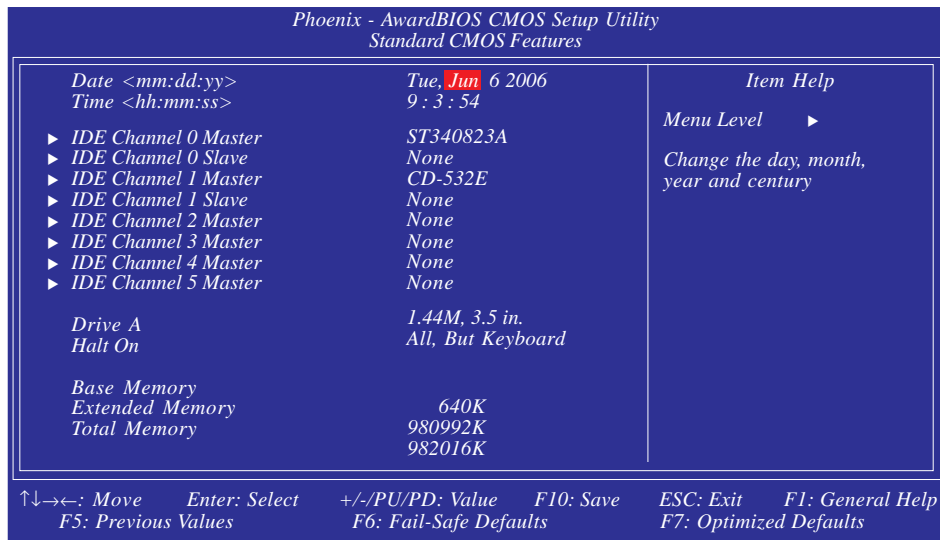 Phoenix - AwardBIOS CMOS Setup Utility
Standard CMOS Features
Date <mm:dd:yy> Tue, Jun 6 2006
Time <hh:mm:ss> 9 : 3 : 54
► IDE Channel 0 Master ST340823A
► IDE Channel 0 Slave None
► IDE Channel 1 Master CD-532E
► IDE Channel 1 Slave None
► IDE Channel 2 Master None
► IDE Channel 3 Master None
► IDE Channel 4 Master None
► IDE Channel 5 Master None
Drive A 1.44M, 3.5 in.
Halt On All, But Keyboard
Base Memory
Extended Memory 640K
Total Memory 980992K
982016K
Item Help
Menu Level ►
Change the day, month,
year and century
↑↓→←: Move Enter: Select +/-/PU/PD: Value F10: Save ESC: Exit F1: General Help
F5: Previous Values F6: Fail-Safe Defaults F7: Optimized Defaults